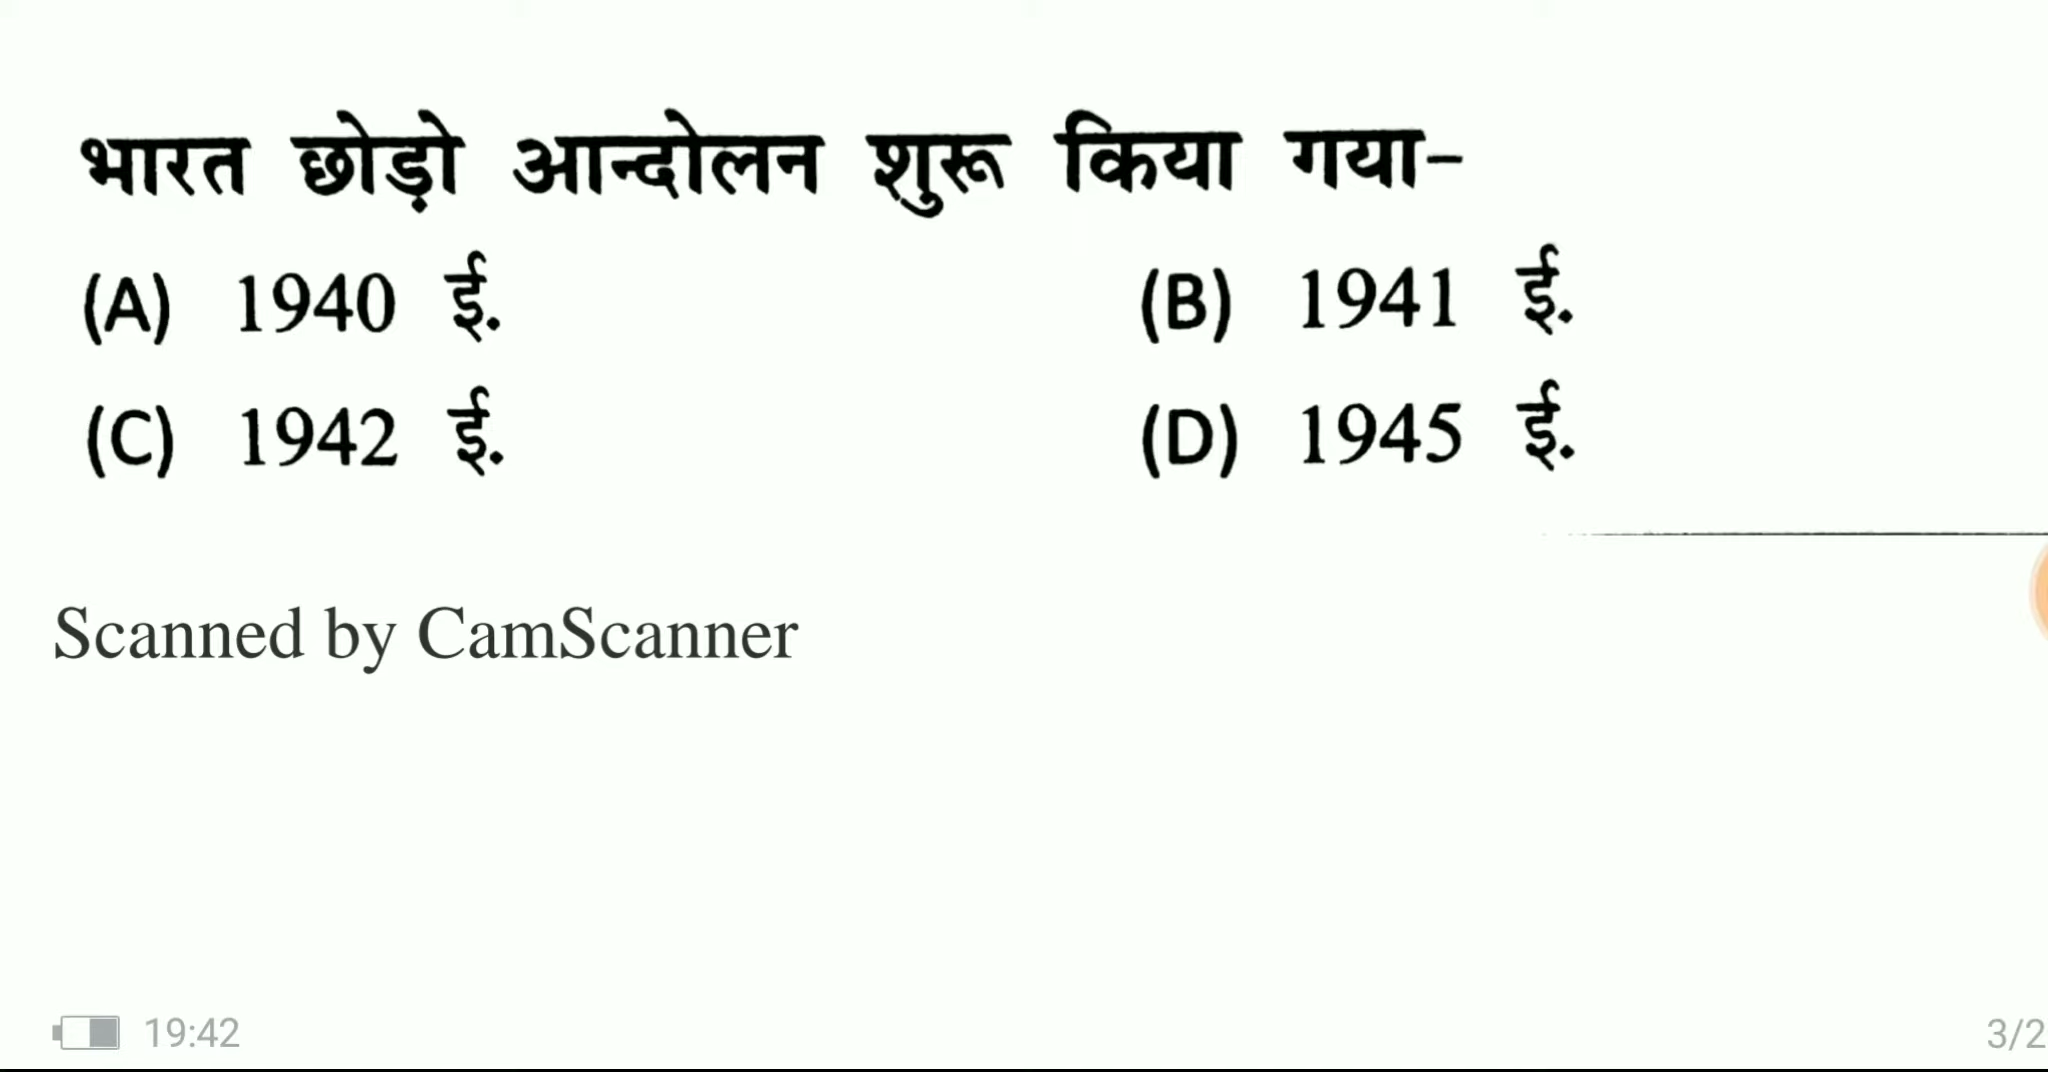 भारत छोड़ो आन्दोलन शुरू किया गया-
(A) 1940 ई. (B) 1941 ई.
(C) 1942 ई. (D) 1945 ई.
Scanned by CamScanner
19:42 3/2